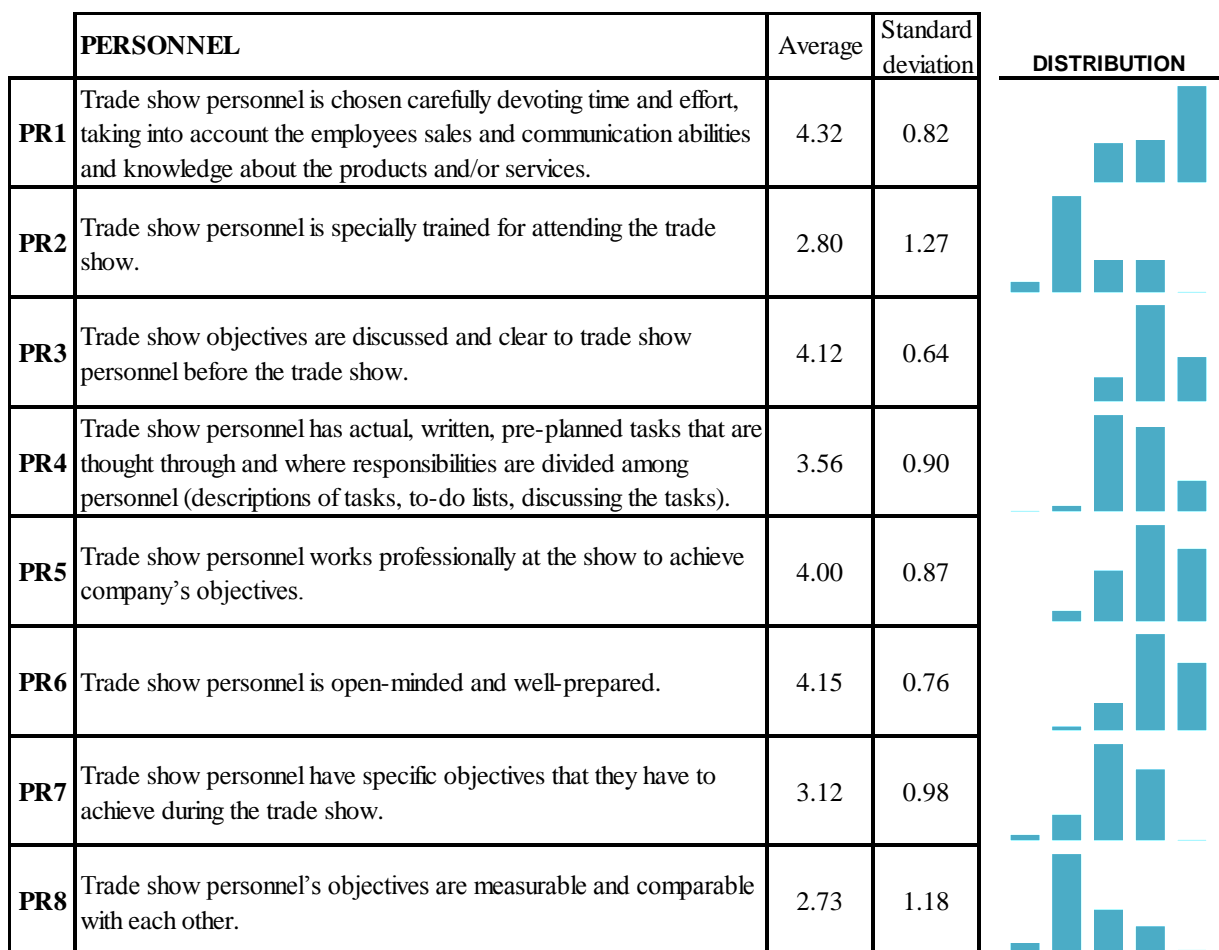 PERSONNEL Average Standard deviation DISTRIBUTION
PR1 Trade show personnel is chosen carefully devoting time and effort, taking into account the employees sales and communication abilities and knowledge about the products and/or services. 4.32 0.82
PR2 Trade show personnel is specially trained for attending the trade show. 2.80 1.27
PR3 Trade show objectives are discussed and clear to trade show personnel before the trade show. 4.12 0.64
PR4 Trade show personnel has actual, written, pre-planned tasks that are thought through and where responsibilities are divided among personnel (descriptions of tasks, to-do lists, discussing the tasks). 3.56 0.90
PR5 Trade show personnel works professionally at the show to achieve company’s objectives. 4.00 0.87
PR6 Trade show personnel is open-minded and well-prepared. 4.15 0.76
PR7 Trade show personnel have specific objectives that they have to achieve during the trade show. 3.12 0.98
PR8 Trade show personnel’s objectives are measurable and comparable with each other. 2.73 1.18